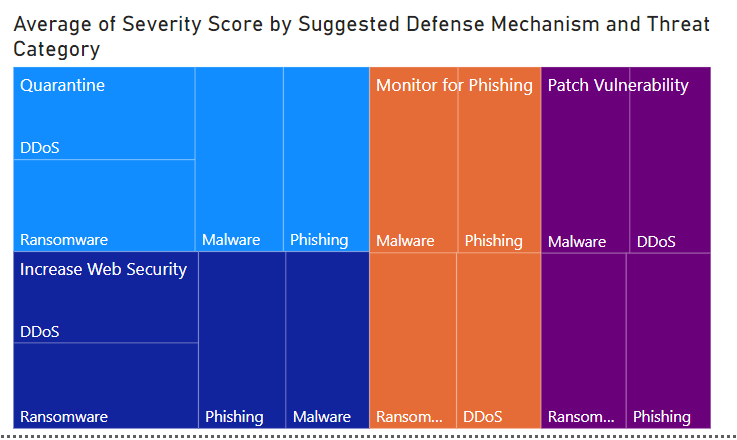 Average of Severity Score by Suggested Defense Mechanism and Threat
Category
Quarantine
DDoS
Ransomware
Malware
Phishing
Increase Web Security
DDoS
Ransomware
Phishing
Malware
Monitor for Phishing
Malware
Phishing
Ransom...
DDoS
Patch Vulnerability
Malware
DDoS
Ransom...
Phishing